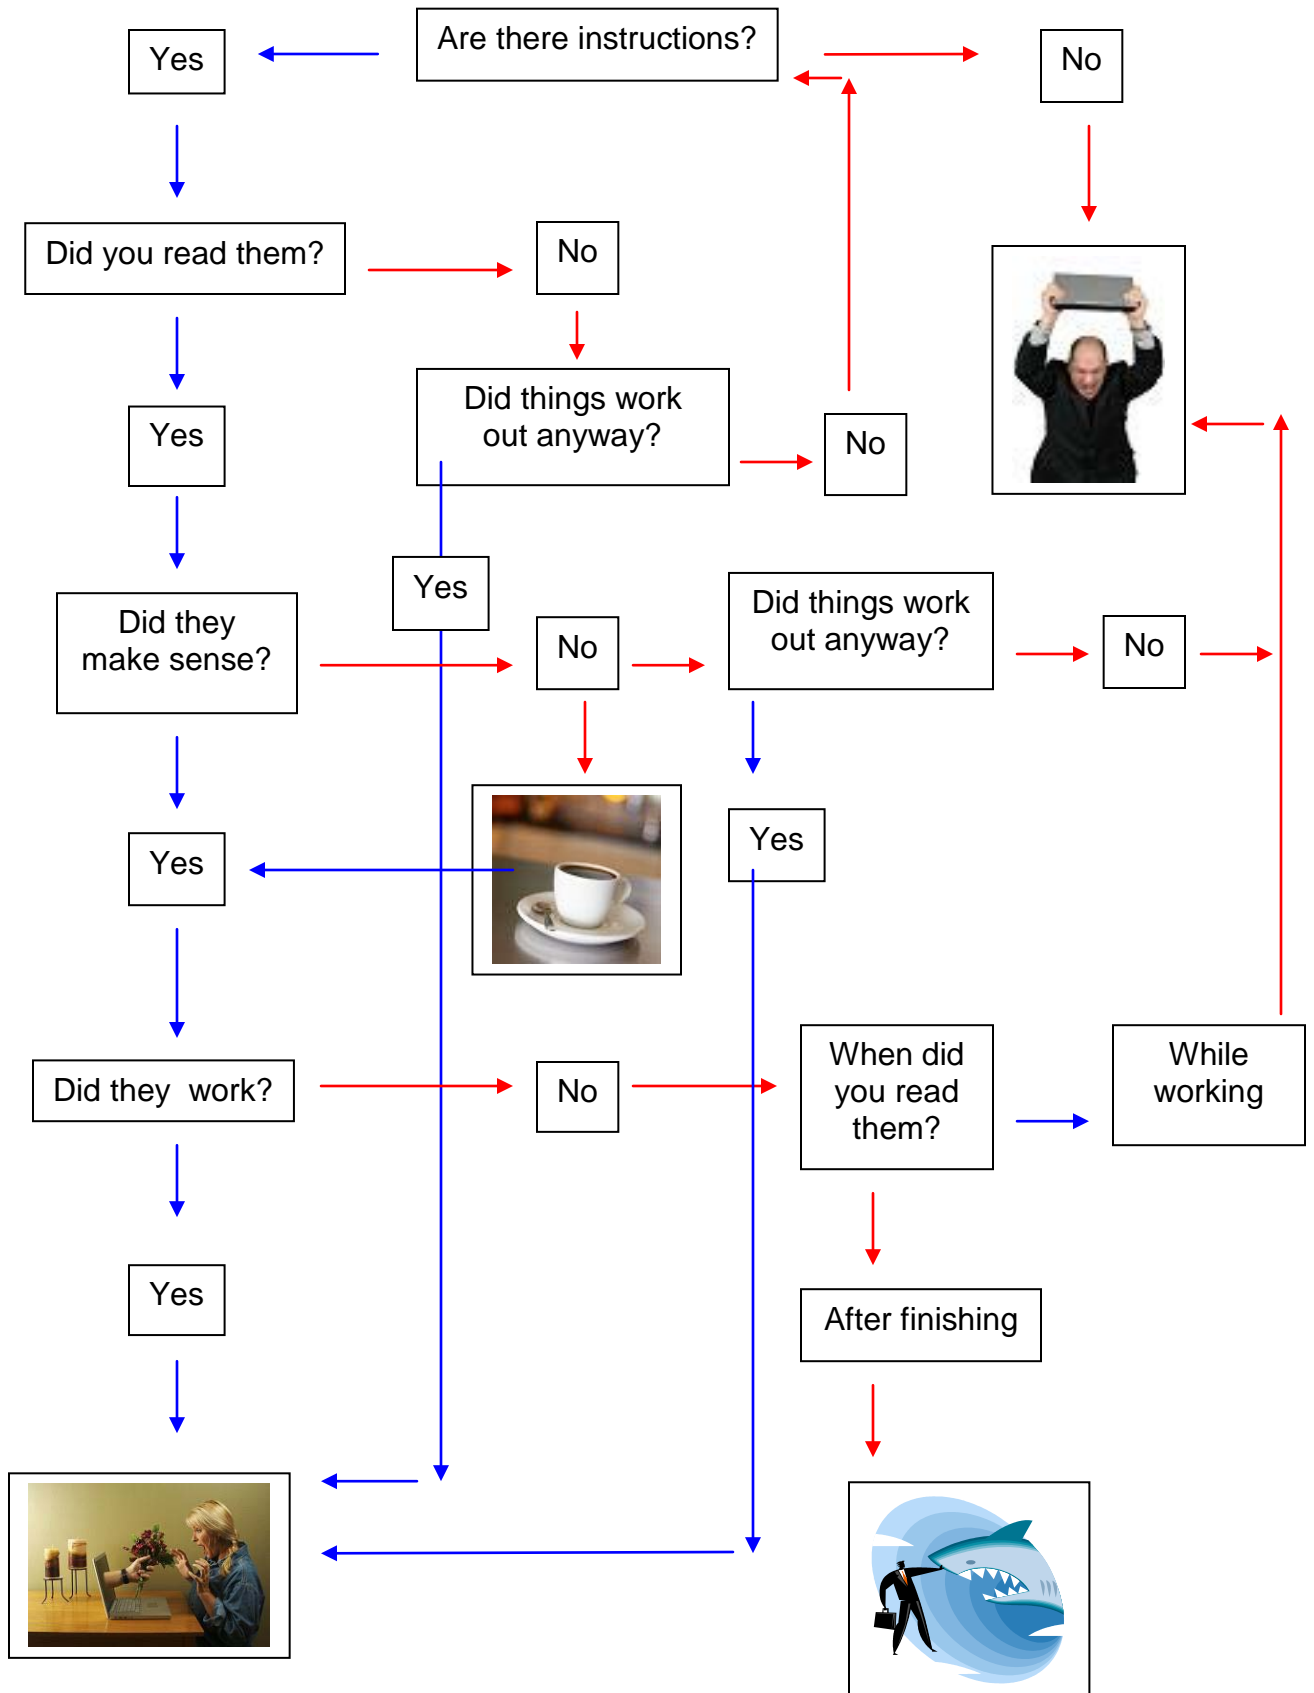 Yes
Are there instructions?
No
Did you read them?
No
Did things work
out anyway?
Yes
No
Yes
Did they
make sense?
No
Did things work
out anyway?
No
Yes
Yes
Did they  work?
No
When did
you read
them?
While
working
Yes
After finishing